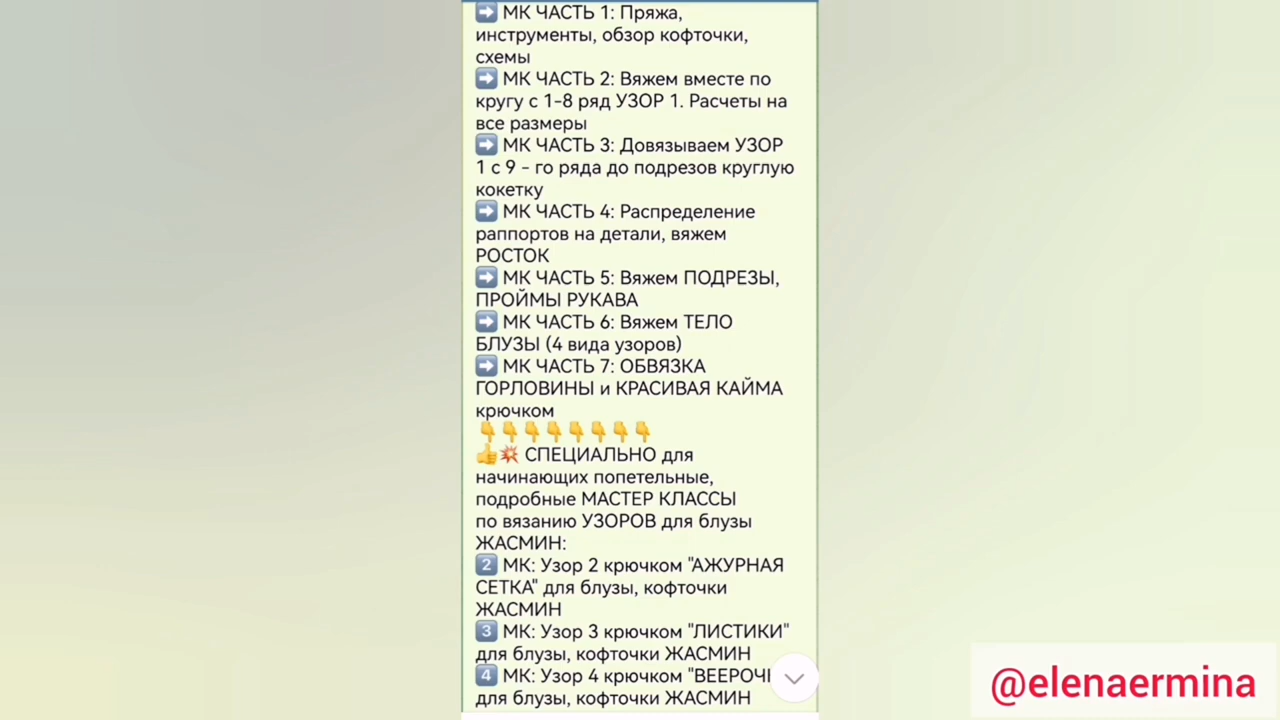 ➡️ МК ЧАСТЬ 1: Пряжа,
инструменты, обзор кофточки,
схемы
➡️ МК ЧАСТЬ 2: Вяжем вместе по
кругу с 1-8 ряд УЗОР 1. Расчеты на
все размеры
➡️ МК ЧАСТЬ 3: Довязываем УЗОР
1 с 9 - го ряда до подрезов круглую
кокетку
➡️ МК ЧАСТЬ 4: Распределение
раппортов на детали, вяжем
РОСТОК
➡️ МК ЧАСТЬ 5: Вяжем ПОДРЕЗЫ,
ПРОЙМЫ РУКАВА
➡️ МК ЧАСТЬ 6: Вяжем ТЕЛО
БЛУЗЫ (4 вида узоров)
➡️ МК ЧАСТЬ 7: ОБВЯЗКА
ГОРЛОВИНЫ и КРАСИВАЯ КАЙМА
крючком
👇👇👇👇👇👇👇👇
👍💥 СПЕЦИАЛЬНО для
начинающих попетельные,
подробные МАСТЕР КЛАССЫ
по вязанию УЗОРОВ для блузы
ЖАСМИН:
2️⃣ МК: Узор 2 крючком "АЖУРНАЯ
СЕТКА" для блузы, кофточки
ЖАСМИН
3️⃣ МК: Узор 3 крючком "ЛИСТИКИ"
для блузы, кофточки ЖАСМИН
4️⃣ МК: Узор 4 крючком
для блузы, кофточки ЖАСМИН
@elenaermina